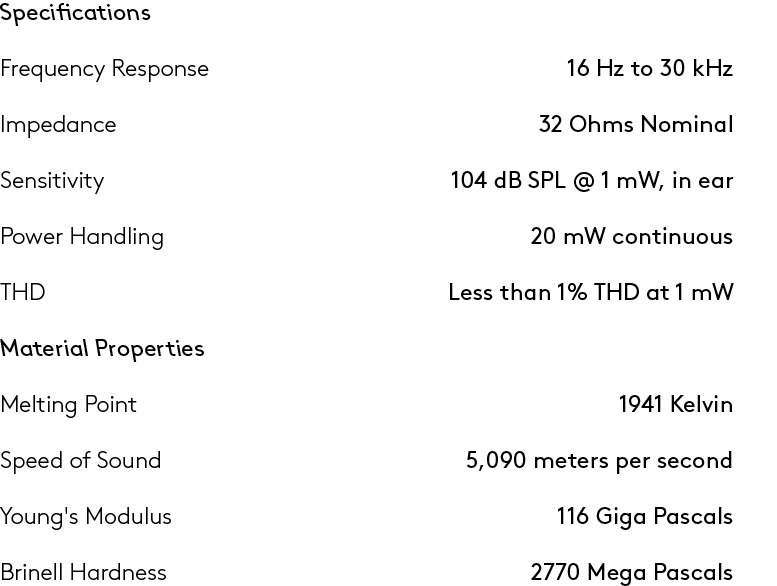 Specifications
Frequency Response 16 Hz to 30 kHz
Impedance 32 Ohms Nominal
Sensitivity 104 dB SPL @ 1 mW, in ear
Power Handling 20 mW continuous
THD Less than 1% THD at 1 mW
Material Properties
Melting Point 1941 Kelvin
Speed of Sound 5,090 meters per second
Young's Modulus 116 Giga Pascals
Brinell Hardness 2770 Mega Pascals